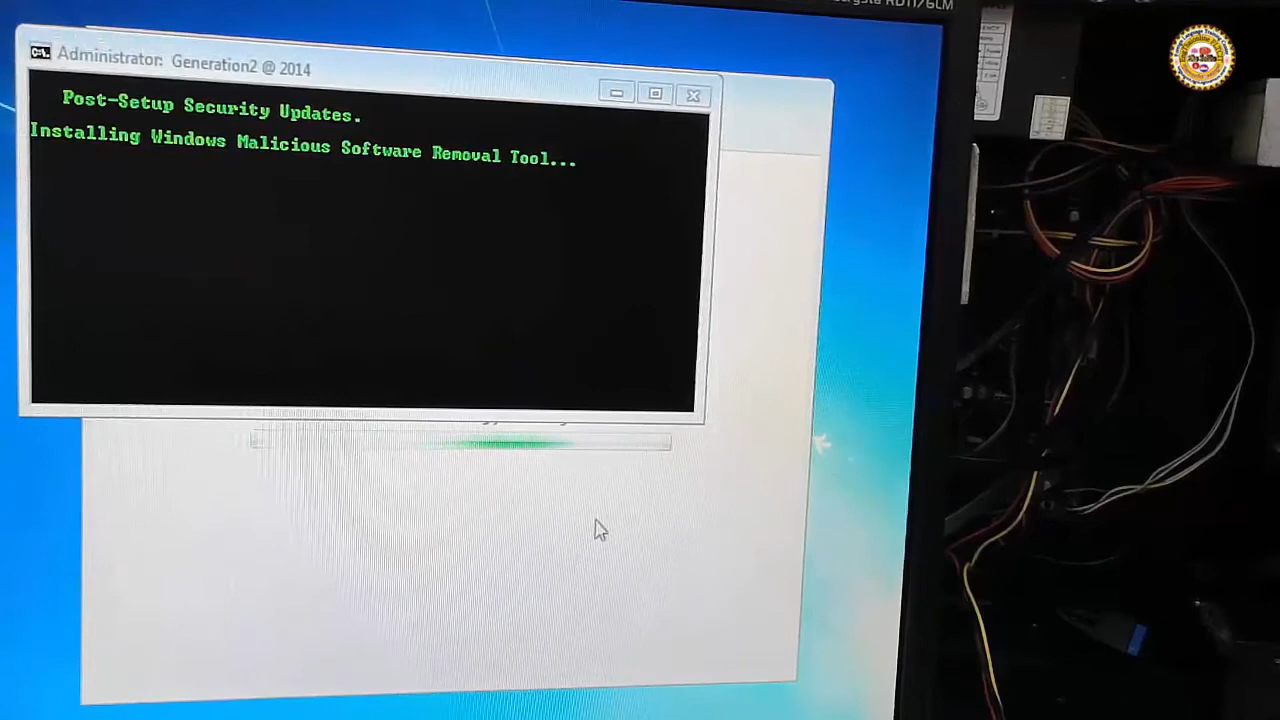 Administrator: Generation2 @ 2014
Post-Setup Security Updates.
Installing Windows Malicious Software Removal Tool...